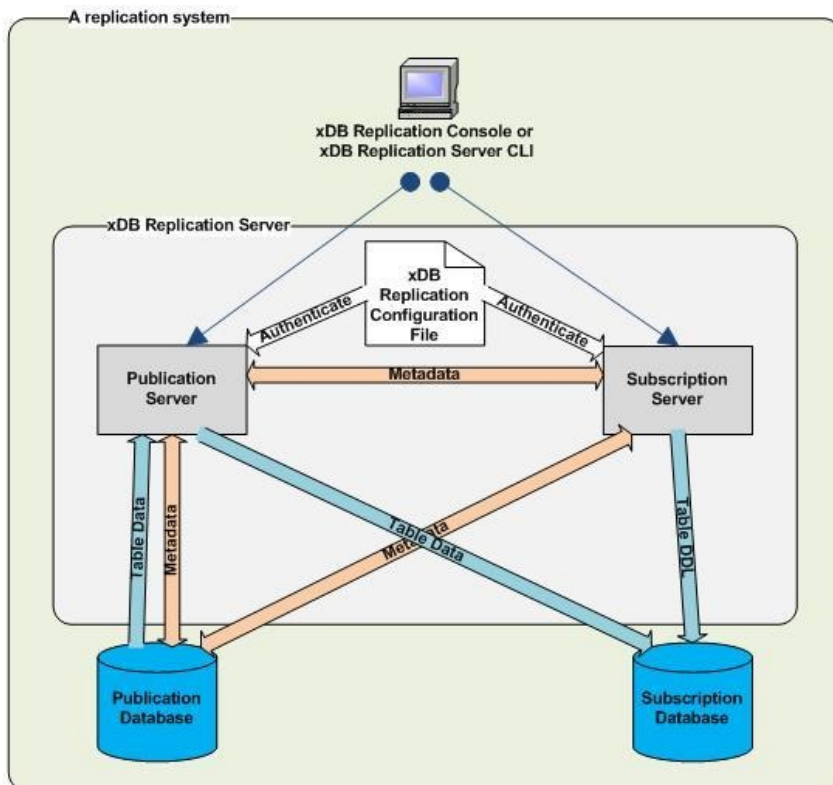 A replication system
xDB Replication Console or
xDB Replication Server CLI
xDB Replication Server
xDB
Replication
Configuration
File
Authenticate
Authenticate
Publication
Server
Metadata
Subscription
Server
Table Data
Metadata
Table Data
Metadata
Table DDL
Publication
Database
Subscription
Database